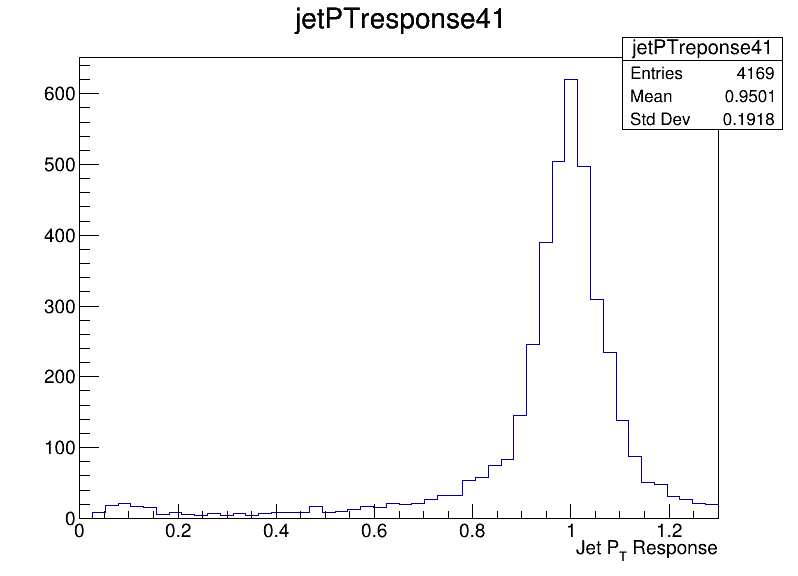 jetPTresponse41
jetPTreponse41
Entries 4169
Mean 0.9501
Std Dev 0.1918
600
500
400
300
200
100
0
0 0.2 0.4 0.6 0.8 1 1.2
Jet PT Response